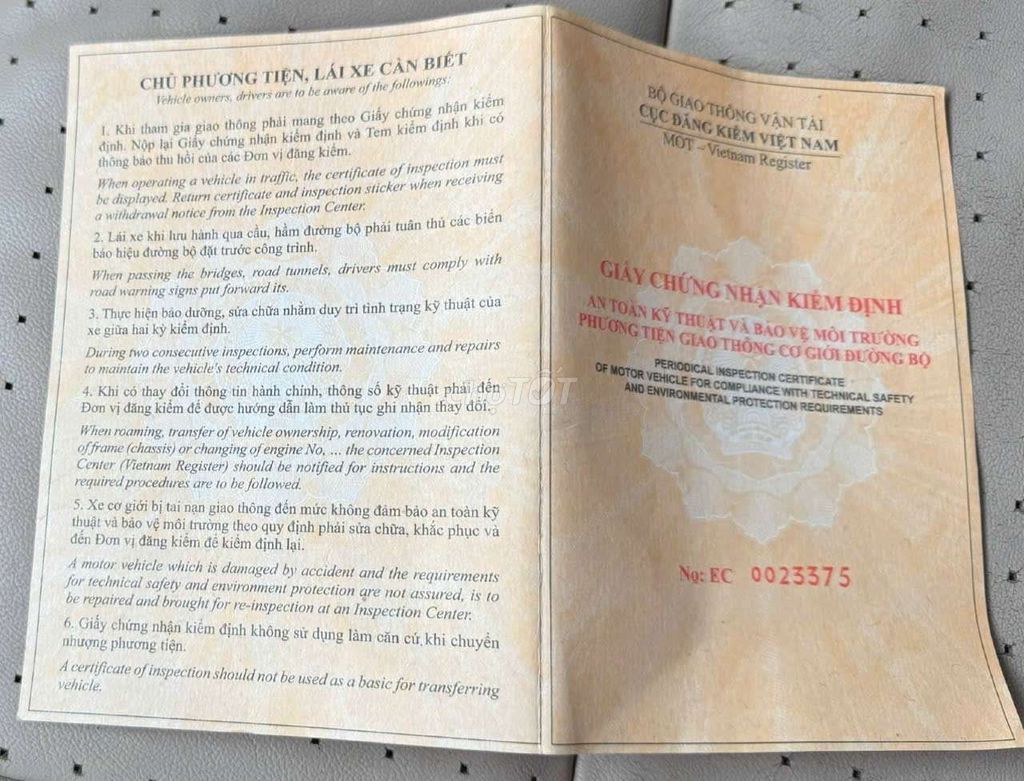 CHỦ PHƯƠNG TIỆN, LÁI XE CẦN BIẾT
Vehicle owners, drivers are to be aware of the followings:
1. Khi tham gia giao thông phải mang theo Giấy chứng nhận kiểm
định. Nộp lại Giấy chứng nhận kiểm định và Tem kiểm định khi có
thông báo thu hồi của các Đơn vị đăng kiểm.
When operating a vehicle in traffic, the certificate of inspection must
be displayed. Return certificate and inspection sticker when receiving
a withdrawal notice from the Inspection Center.
2. Lái xe khi lưu hành qua cầu, hầm đường bộ phải tuân thủ các biển
báo hiệu đường bộ đặt trước công trình.
When passing the bridges, road tunnels, drivers must comply with
road warning signs put forward its.
3. Thực hiện bảo dưỡng, sửa chữa nhằm duy trì tình trạng kỹ thuật của
xe giữa hai kỳ kiểm định.
During two consecutive inspections, perform maintenance and repairs
to maintain the vehicle's technical condition.
4. Khi có thay đổi thông tin hành chính, thông số kỹ thuật phải đến
Đơn vị đăng kiểm để được hướng dẫn làm thủ tục ghi nhận thay đổi.
When roaming, transfer of vehicle ownership, renovation, modification
of frame (chassis) or changing of engine No, ... the concerned Inspection
Center (Vietnam Register) should be notified for instructions and the
required procedures are to be followed.
5. Xe cơ giới bị tai nạn giao thông đến mức không đảm bảo an toàn kỹ
thuật và bảo vệ môi trường theo quy định phải sửa chữa, khắc phục và
đến Đơn vị đăng kiểm để kiểm định lại.
A motor vehicle which is damaged by accident and the requirements
for technical safety and environment protection are not assured, is to
be repaired and brought for re-inspection at an Inspection Center.
6. Giấy chứng nhận kiểm định không sử dụng làm căn cứ khi chuyển
nhượng phương tiện.
A certificate of inspection should not be used as a basic for transferring
vehicle.
BỘ GIAO THÔNG VẬN TẢI
CỤC ĐĂNG KIỂM VIỆT NAM
MOT – Vietnam Register
GIẤY CHỨNG NHẬN KIỂM ĐỊNH
AN TOÀN KỸ THUẬT VÀ BẢO VỆ MÔI TRƯỜNG
PHƯƠNG TIỆN GIAO THÔNG CƠ GIỚI ĐƯỜNG BỘ
PERIODICAL INSPECTION CERTIFICATE
OF MOTOR VEHICLE FOR COMPLIANCE WITH TECHNICAL SAFETY
AND ENVIRONMENTAL PROTECTION REQUIREMENTS
Nọ: EC 0023375